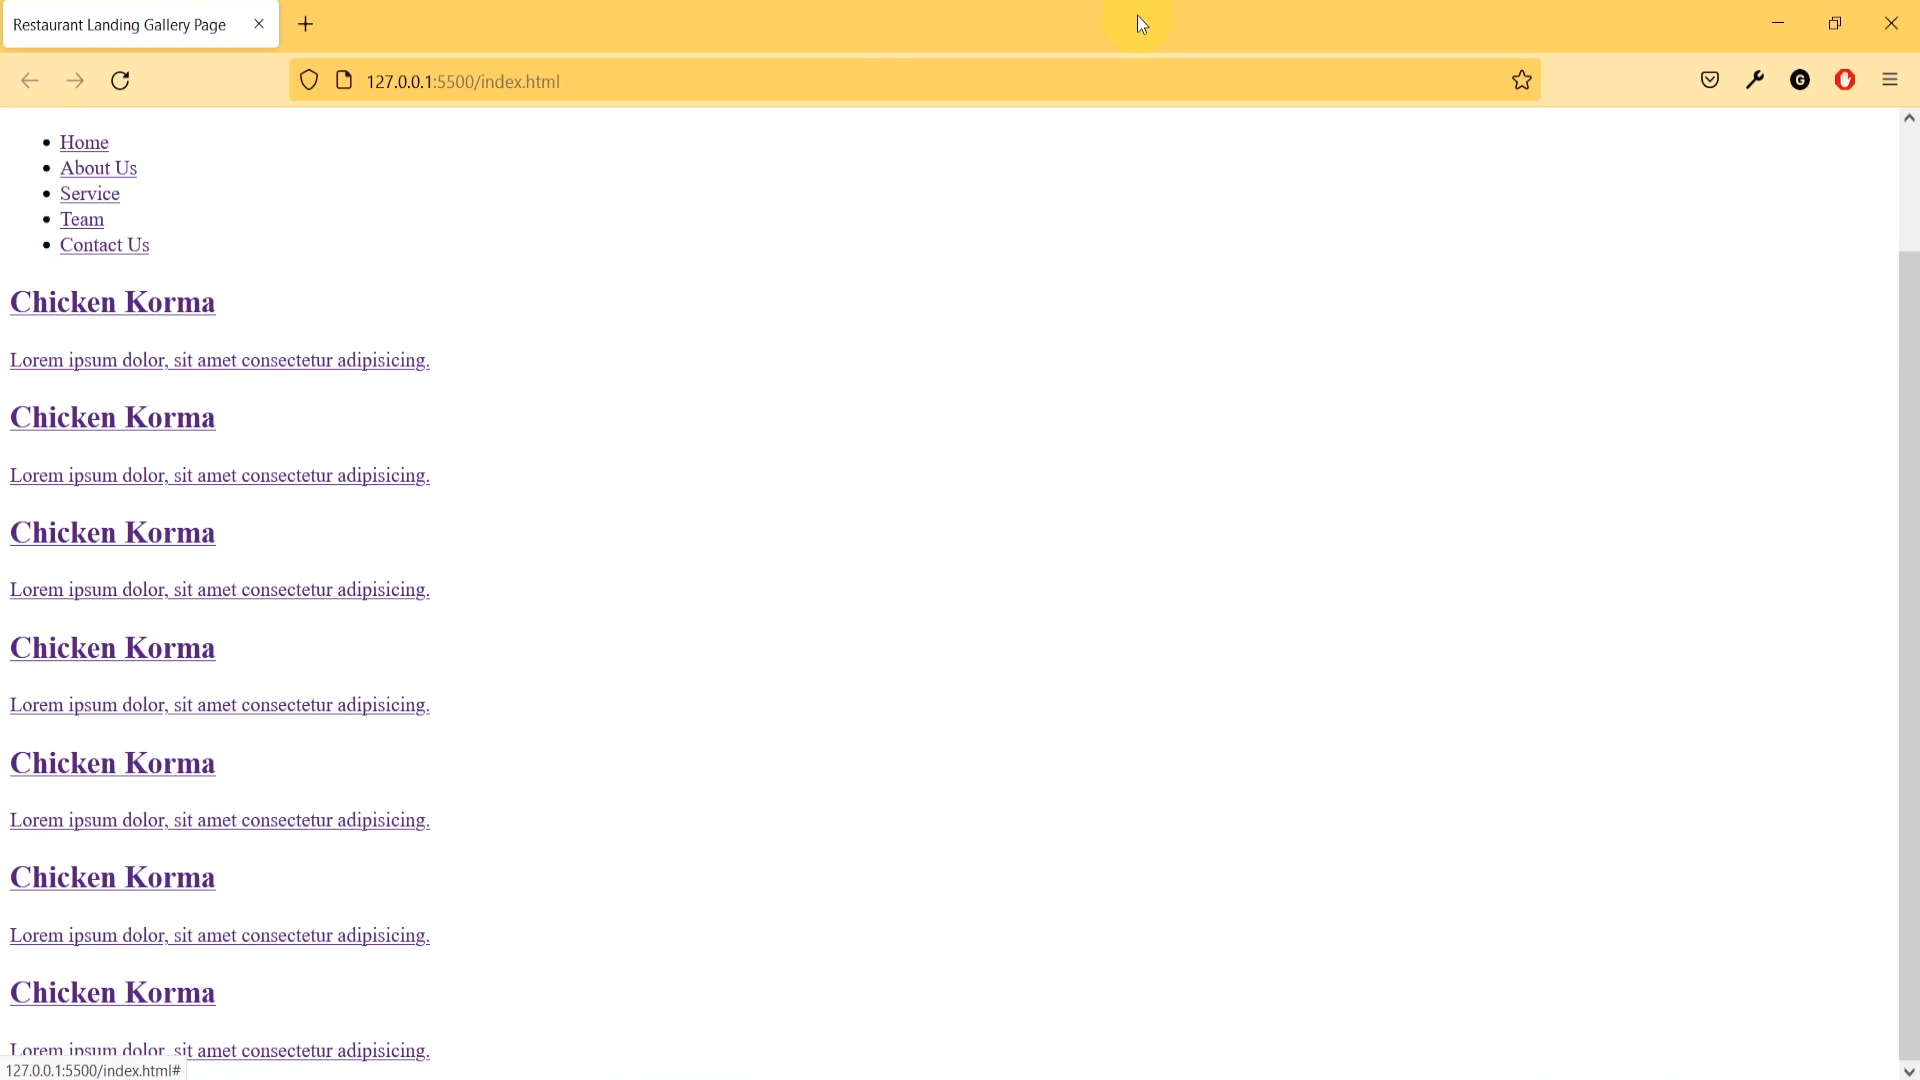 Restaurant Landing Gallery Page
127.0.0.1:5500/index.html
G
Home
About Us
Service
Team
Contact Us
Chicken Korma
Lorem ipsum dolor, sit amet consectetur adipisicing.
Chicken Korma
Lorem ipsum dolor, sit amet consectetur adipisicing.
Chicken Korma
Lorem ipsum dolor, sit amet consectetur adipisicing.
Chicken Korma
Lorem ipsum dolor, sit amet consectetur adipisicing.
Chicken Korma
Lorem ipsum dolor, sit amet consectetur adipisicing.
Chicken Korma
Lorem ipsum dolor, sit amet consectetur adipisicing.
Chicken Korma
Lorem ipsum dolor, sit amet consectetur adipisicing.
127.0.0.1:5500/index.html#